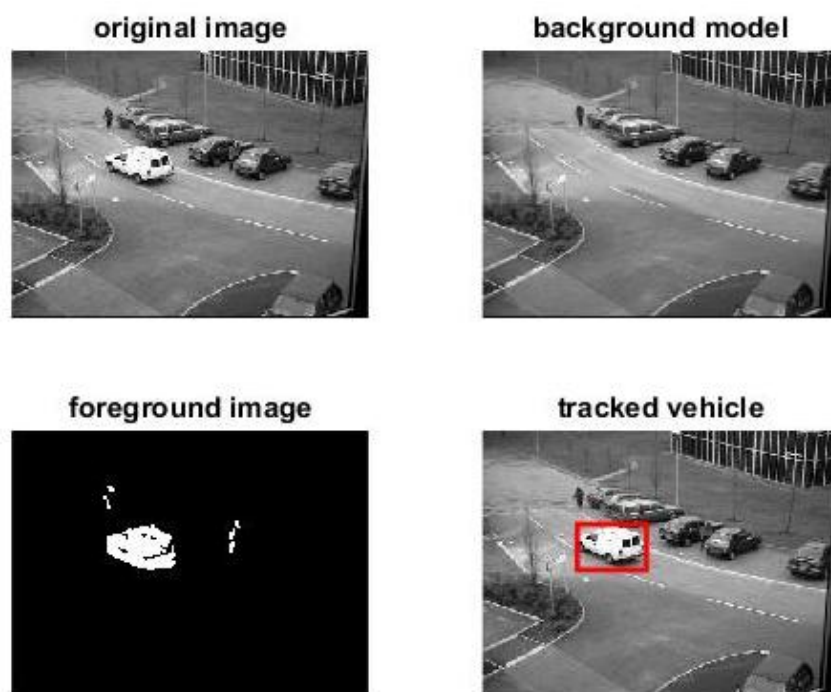 original image
background model
foreground image
tracked vehicle